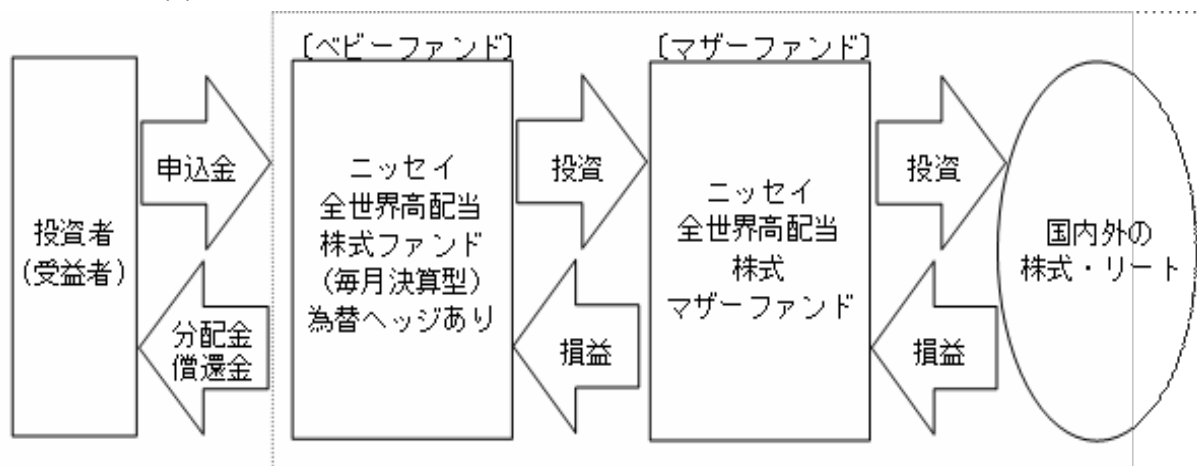 投資者
(受益者)
申込金
分配金
償還金
[ベビーファンド]
ニッセイ
全世界高配当
株式ファンド
(毎月決算型)
為替ヘッジあり
投資
損益
[マザーファンド]
ニッセイ
全世界高配当
株式
マザーファンド
投資
損益
国内外の
株式・リート